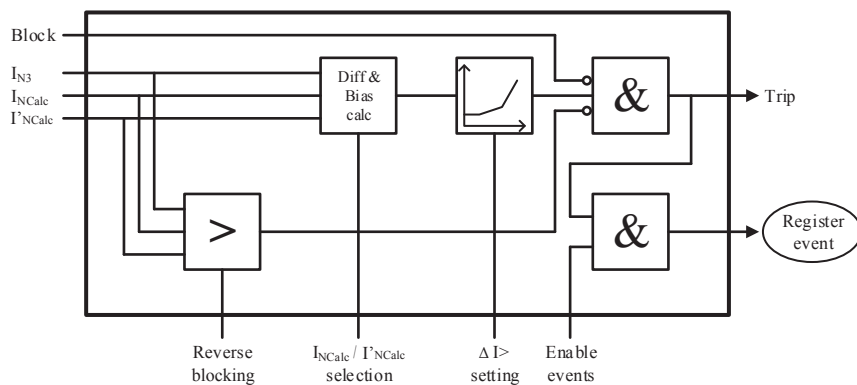 Block
I_N3
I_NCalc
I'_NCalc
Diff &
Bias
calc
&
Trip
>
&
Register
event
Reverse
blocking
I_NCalc / I'_NCalc
selection
Δ I>
setting
Enable
events